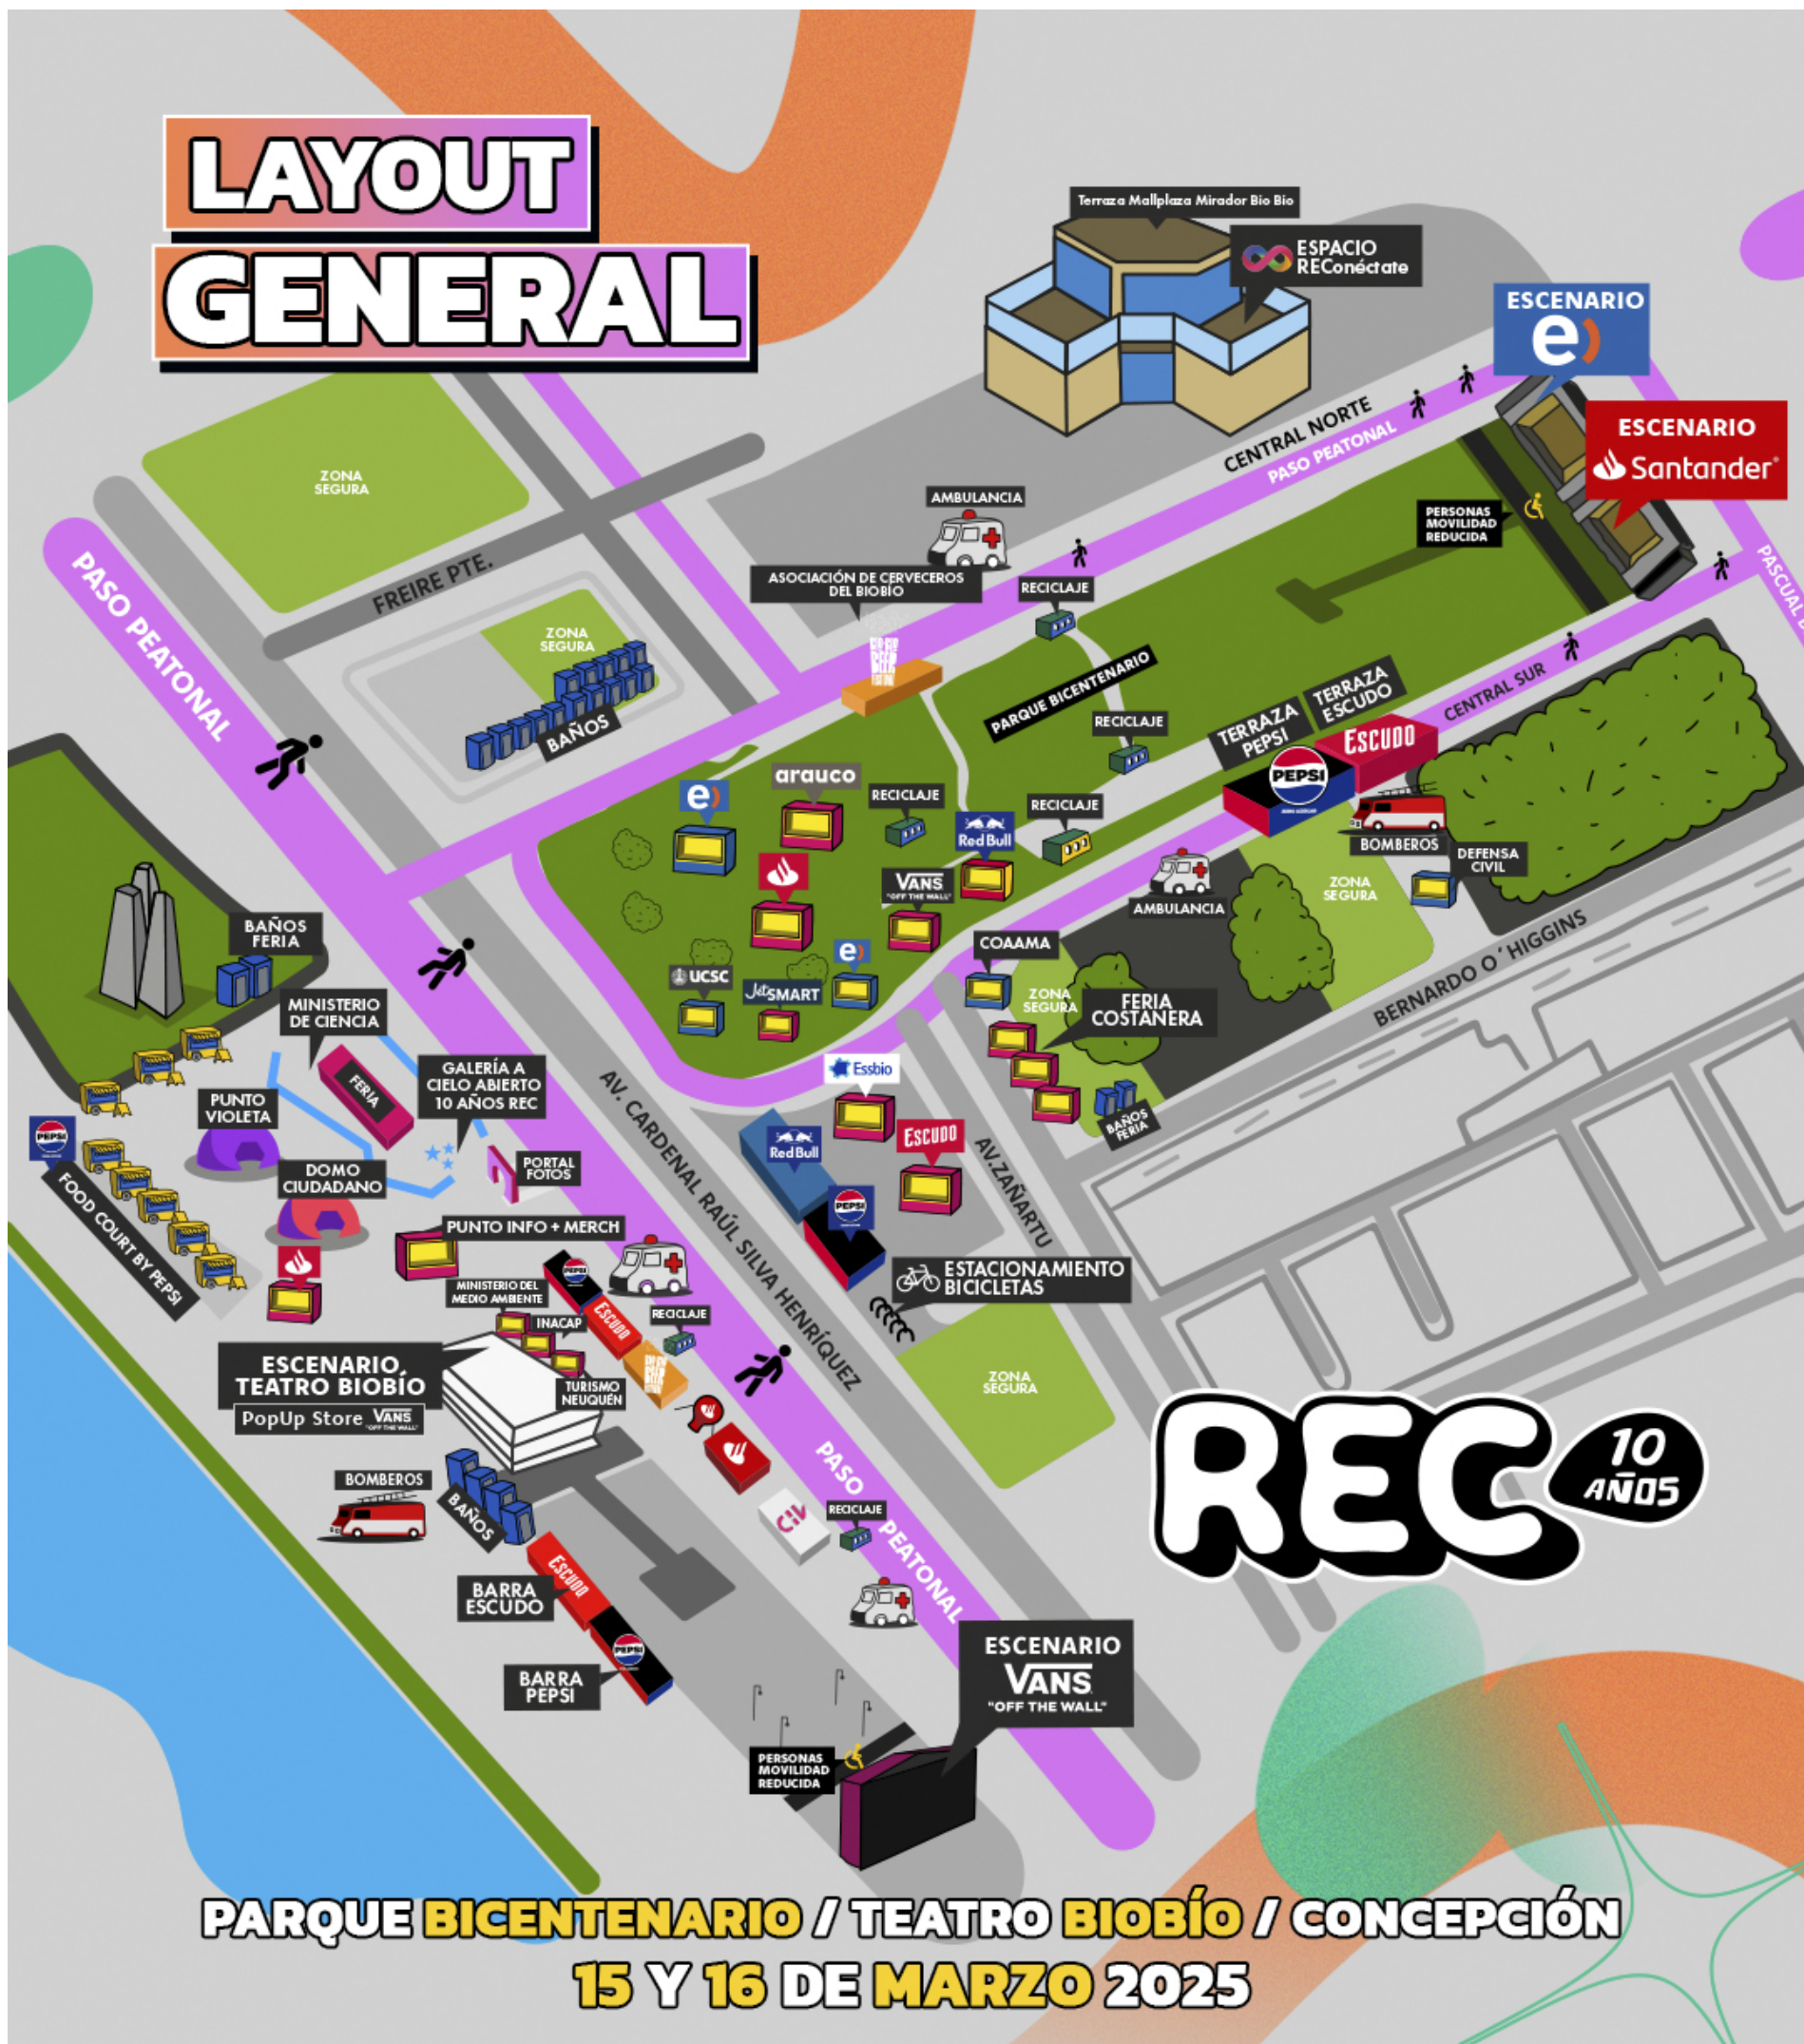 LAYOUT
GENERAL
Terraza Mallplaza Mirador Bio Bio
ESPACIO
REConéctate
ESCENARIO
e)
ESCENARIO
Santander
CENTRAL NORTE
PASO PEATONAL
PERSONAS
MOVILIDAD
REDUCIDA
ZONA
SEGURA
AMBULANCIA
FREIRE PTE.
PASO PEATONAL
ASOCIACIÓN DE CERVECEROS
DEL BIOBÍO
RECICLAJE
ZONA
SEGURA
BAÑOS
PARQUE BICENTENARIO
RECICLAJE
TERRAZA
PEPSI
TERRAZA
ESCUDO
PEPSI
ESCUDO
CENTRAL SUR
e)
arauco
RECICLAJE
RECICLAJE
Red Bull
VANS
"OFF THE WALL"
BOMBEROS
DEFENSA
CIVIL
ZONA
SEGURA
AMBULANCIA
BAÑOS
FERIA
COAAMA
e)
UCSC
JetSMART
ZONA
SEGURA
FERIA
COSTANERA
BERNARDO O´HIGGINS
MINISTERIO
DE CIENCIA
FERIA
GALERÍA A
CIELO ABIERTO
10 AÑOS REC
Essbio
BAÑOS
FERIA
PUNTO
VIOLETA
PEPSI
FOOD COURT BY PEPSI
DOMO
CIUDADANO
PORTAL
FOTOS
Red Bull
ESCUDO
AV. CARDENAL RAÚL SILVA HENRÍQUEZ
AV.ZAÑARTU
PEPSI
PUNTO INFO + MERCH
ESTACIONAMIENTO
BICICLETAS
PEPSI
MINISTERIO DEL
MEDIO AMBIENTE
ESCUDO
INACAP
RECICLAJE
ESCENARIO
TEATRO BIOBÍO
PopUp Store VANS
"OFF THE WALL"
TURISMO
NEUQUÉN
ZONA
SEGURA
BOMBEROS
BAÑOS
PASO PEATONAL
RECICLAJE
REC
10
AÑOS
ESCUDO
BARRA
ESCUDO
PEPSI
BARRA
PEPSI
ESCENARIO
VANS
"OFF THE WALL"
PERSONAS
MOVILIDAD
REDUCIDA
PARQUE BICENTENARIO / TEATRO BIOBÍO / CONCEPCIÓN
15 Y 16 DE MARZO 2025